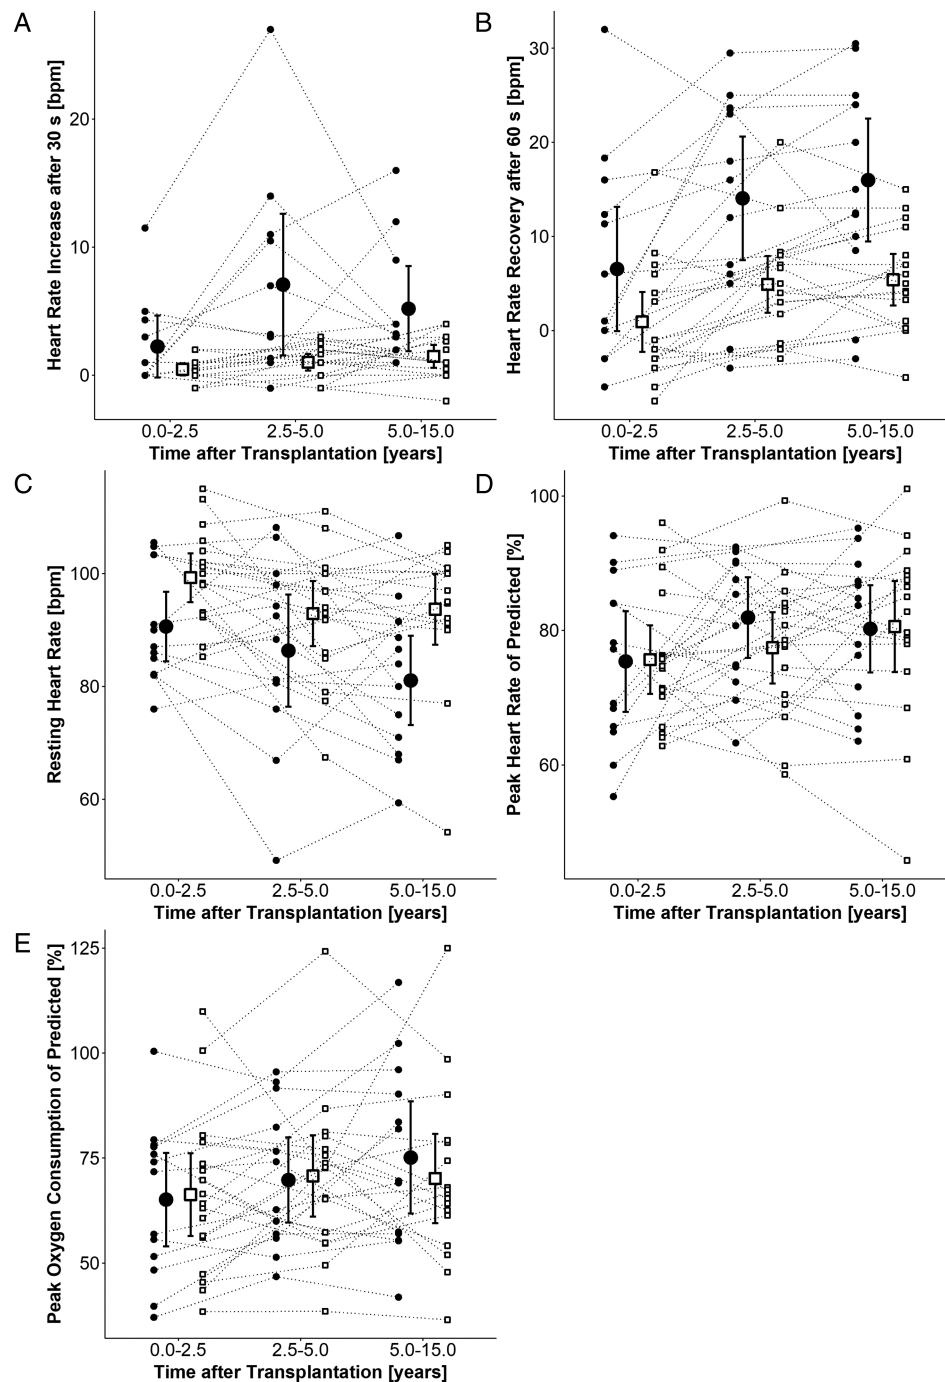 A
Heart Rate Increase after 30 s [bpm]
20
10
0
0.0-2.5 2.5-5.0 5.0-15.0
Time after Transplantation [years]
B
Heart Rate Recovery after 60 s [bpm]
30
20
10
0
0.0-2.5 2.5-5.0 5.0-15.0
Time after Transplantation [years]
C
Resting Heart Rate [bpm]
100
80
60
0.0-2.5 2.5-5.0 5.0-15.0
Time after Transplantation [years]
D
Peak Heart Rate of Predicted [%]
100
80
60
0.0-2.5 2.5-5.0 5.0-15.0
Time after Transplantation [years]
E
Peak Oxygen Consumption of Predicted [%]
125
100
75
50
0.0-2.5 2.5-5.0 5.0-15.0
Time after Transplantation [years]